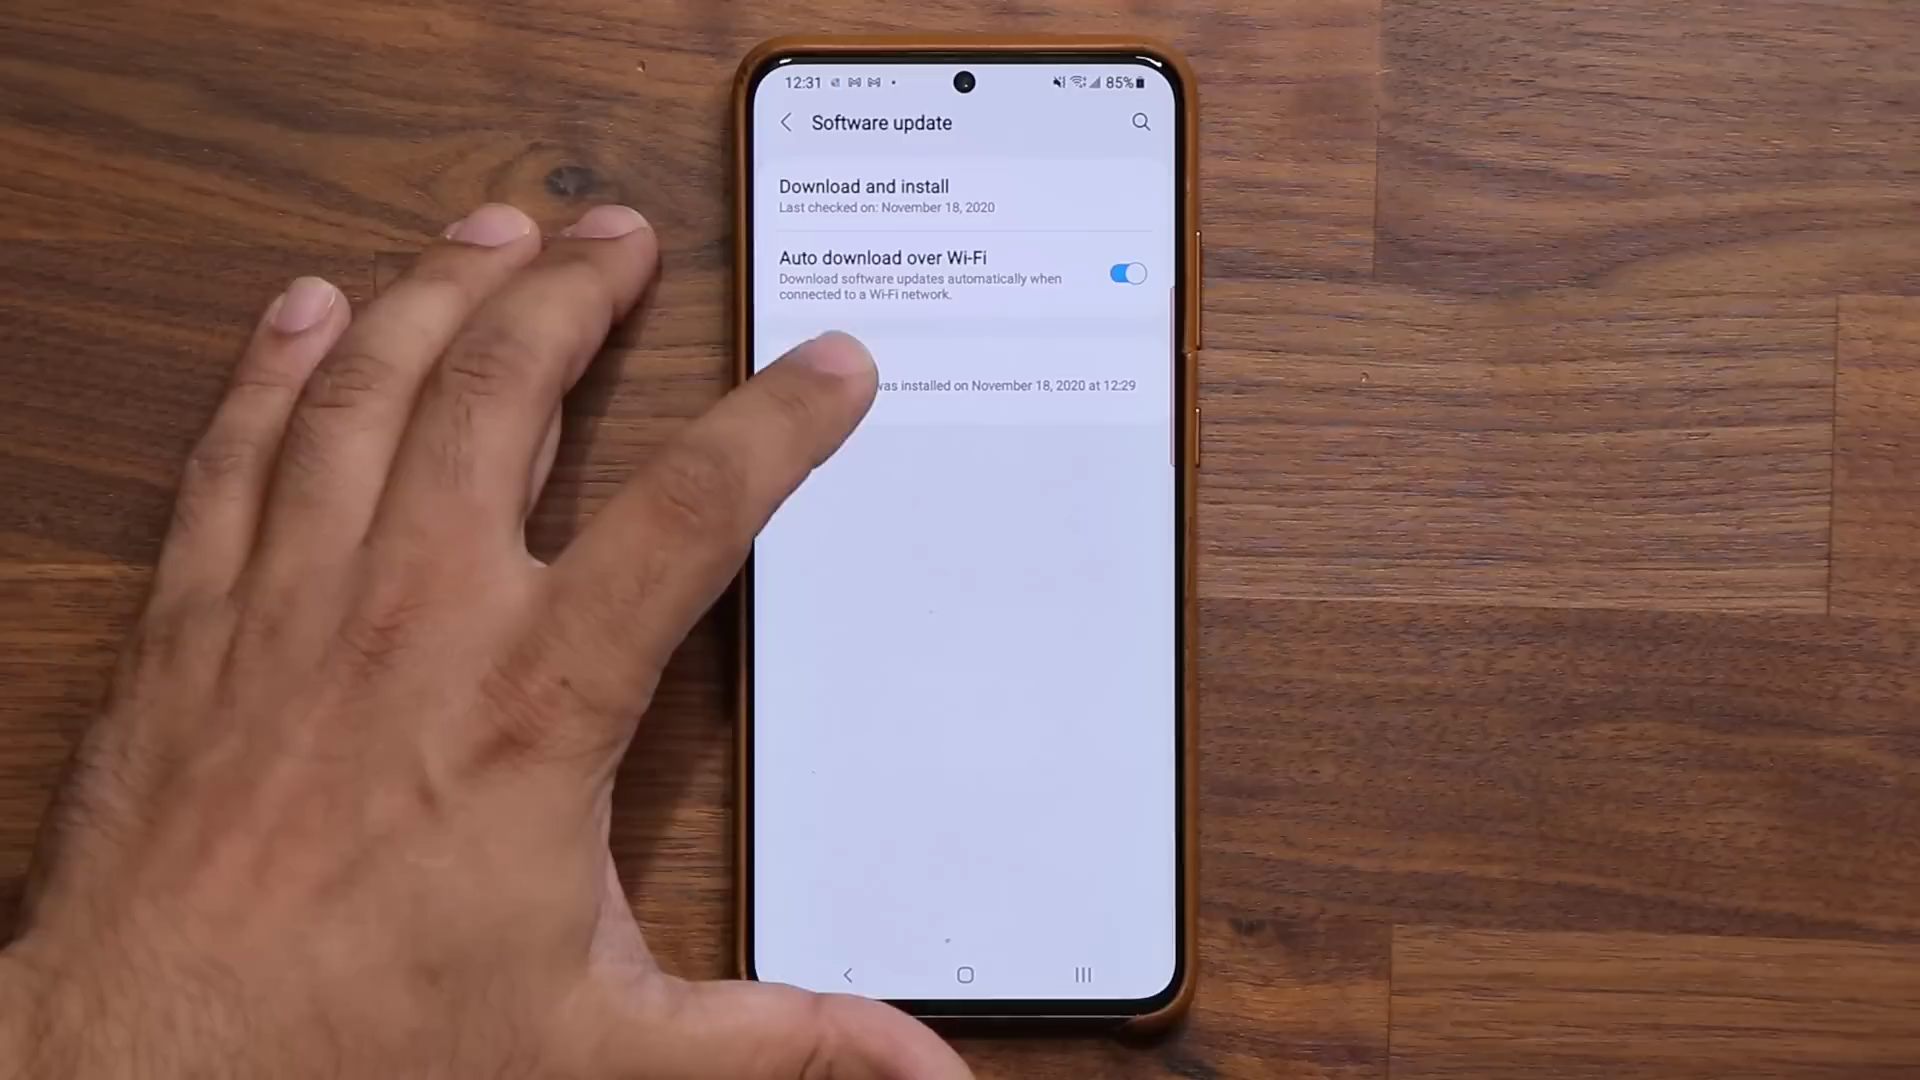 12:31
85%
Software update
Download and install
Last checked on: November 18, 2020
Auto download over Wi-Fi
Download software updates automatically when
connected to a Wi-Fi network.
was installed on November 18, 2020 at 12:29